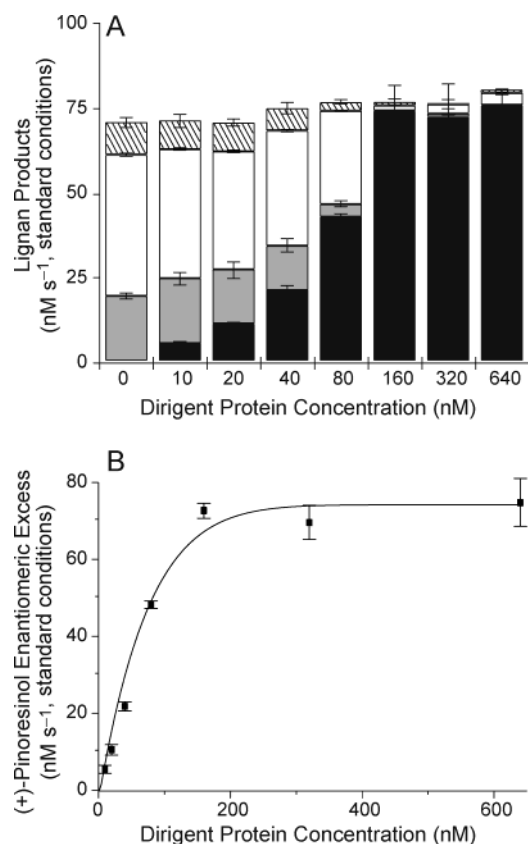 A
100
75
50
25
0
Lignan Products
(nM s⁻¹, standard conditions)
0 10 20 40 80 160 320 640
Dirigent Protein Concentration (nM)
B
80
60
40
20
0
(+)-Pinoresinol Enantiomeric Excess
(nM s⁻¹, standard conditions)
0 200 400 600
Dirigent Protein Concentration (nM)